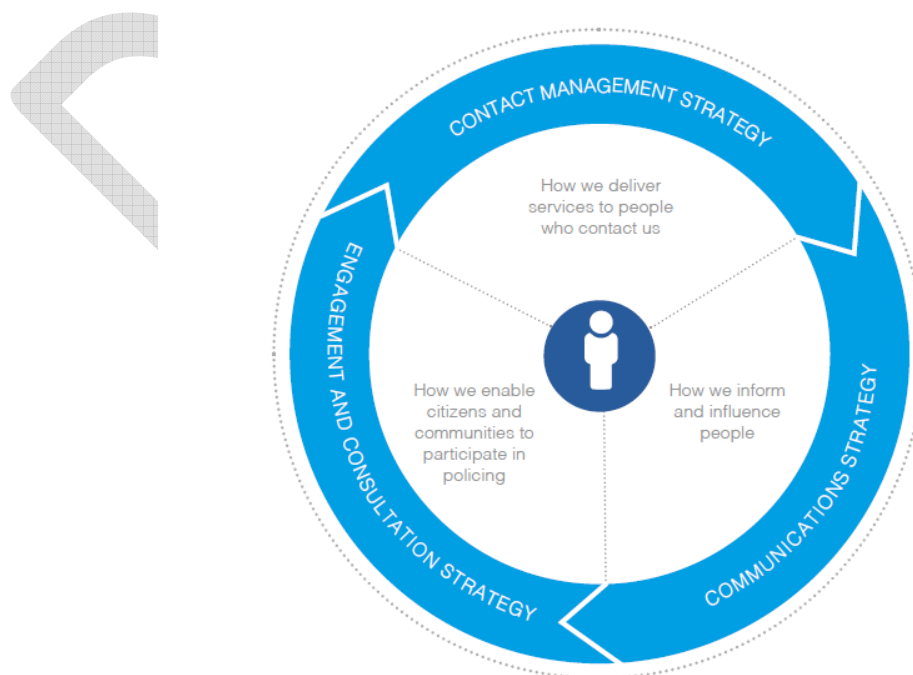 CONTACT MANAGEMENT STRATEGY
How we deliver
services to people
who contact us
ENGAGEMENT AND CONSULTATION STRATEGY
How we enable
citizens and
communities to
participate in
policing
How we inform
and influence
people
COMMUNICATIONS STRATEGY